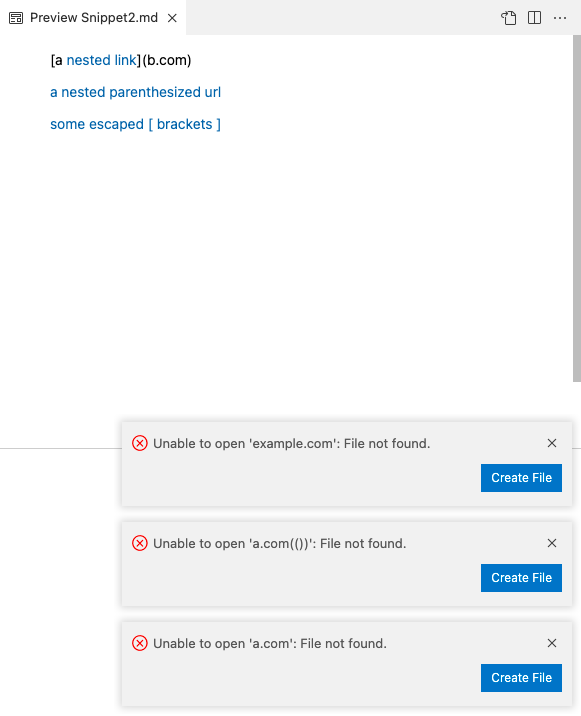 Preview Snippet2.md
[a nested link](b.com)
a nested parenthesized url
some escaped [ brackets ]
Unable to open 'example.com': File not found.
Create File
Unable to open 'a.com(())': File not found.
Create File
Unable to open 'a.com': File not found.
Create File